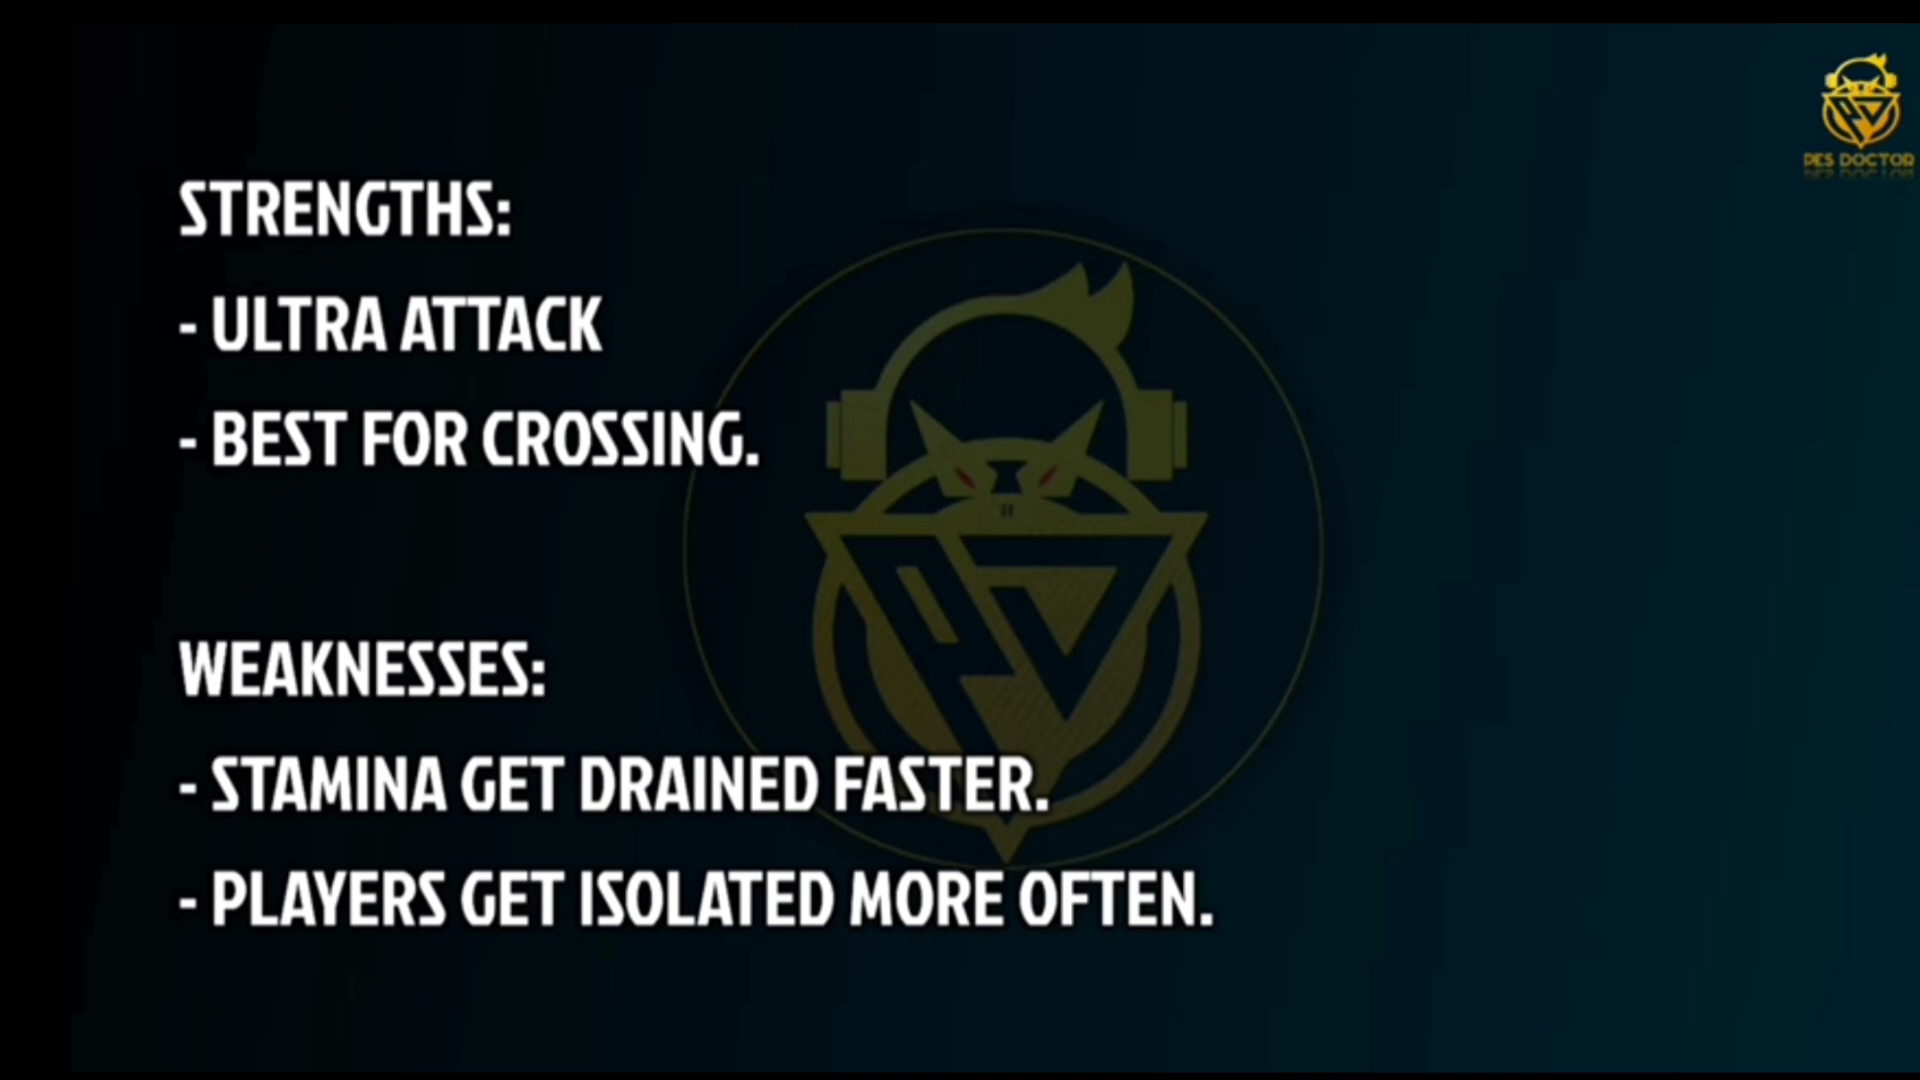 PES DOCTOR
STRENGTHS:
- ULTRA ATTACK
- BEST FOR CROSSING.
WEAKNESSES:
- STAMINA GET DRAINED FASTER.
- PLAYERS GET ISOLATED MORE OFTEN.